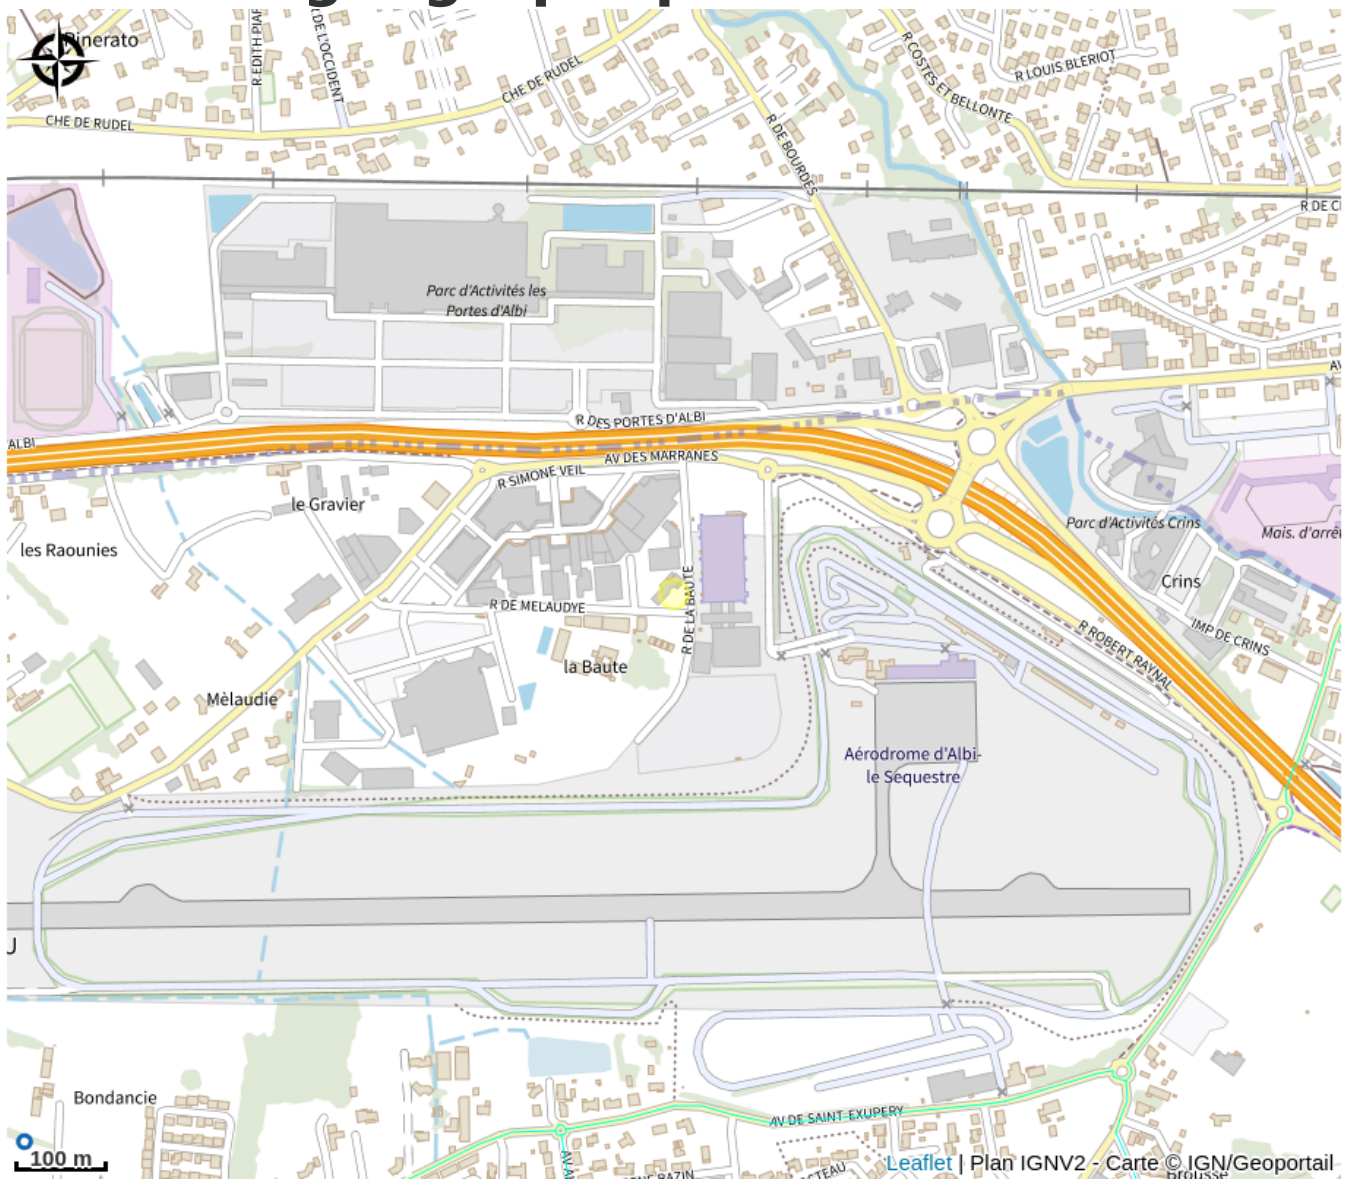 Pinerato
R EDITH PIAF
R DE L'OCCIDENT
CHE DE RUDEL
CHE DE RUDEL
R COSTES ET BELLONTE
R LOUIS BLERIOT
R DE BOURDES
Parc d'Activités les
Portes d'Albi
R DES PORTES D'ALBI
ALBI
AV DES MARRANES
R SIMONE VEIL
le Gravier
les Raounies
Parc d'Activités Crins
Mais. d'arrêt
Crins
IMP DE CRINS
R ROBERT RAYNAL
R DE MELAUDYE
R DE LA BAUTE
la Baute
Mèlaudie
Aérodrome d'Albi-
le Séquestre
Bondancie
AV DE SAINT-EXUPERY
Brousse
100 m
Leaflet | Plan IGNV2 - Carte © IGN/Geoportail